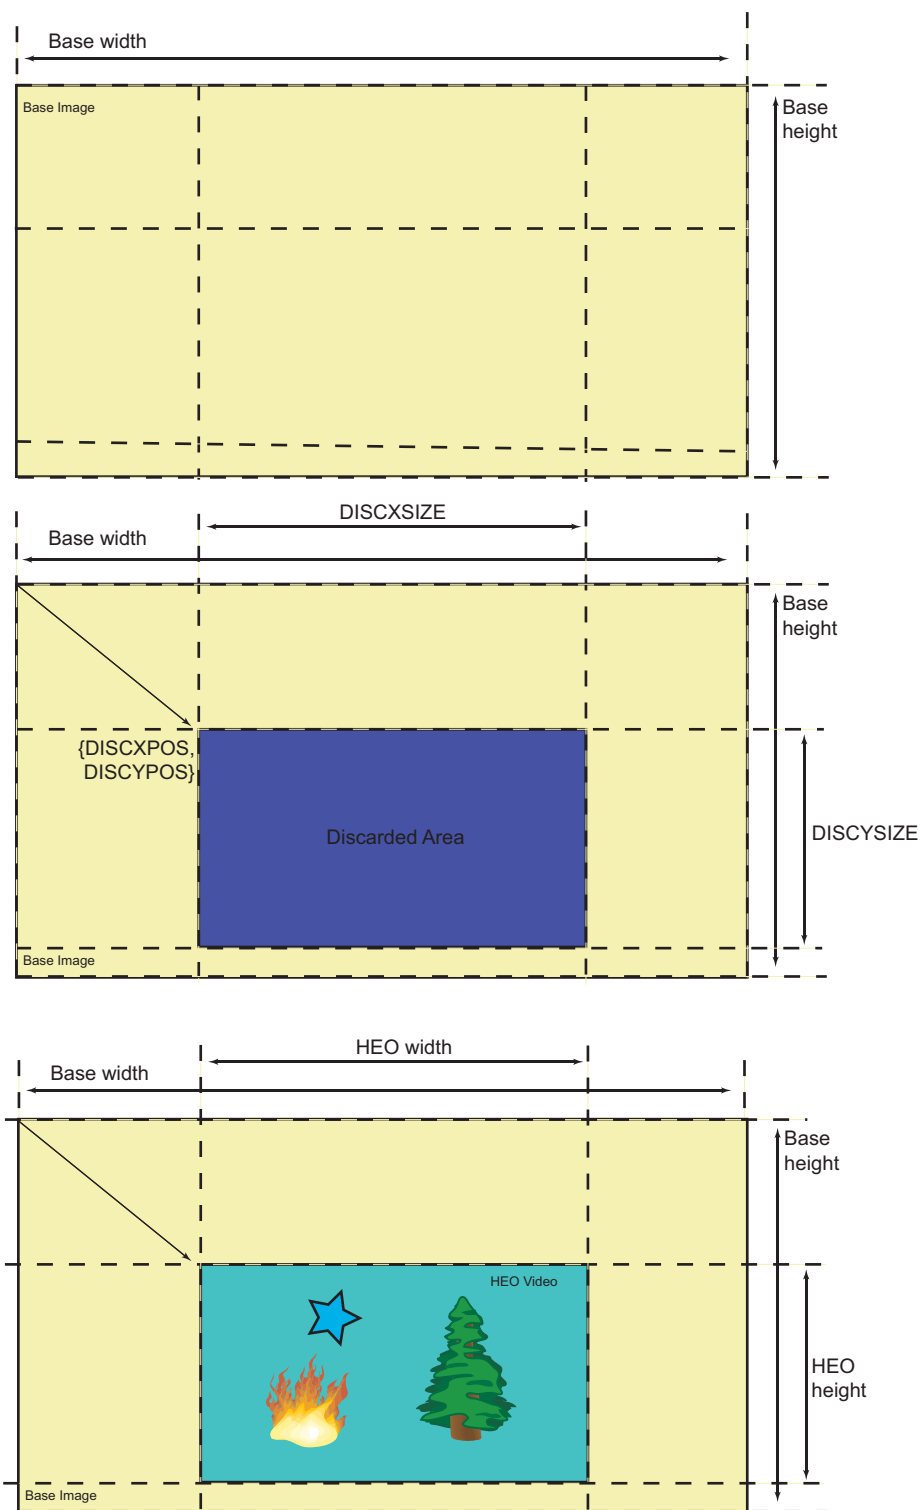 Base width
Base Image
Base
height
DISCXSIZE
Base width
Base
height
{DISCXPOS,
DISCYPOS}
Discarded Area
DISCYSIZE
Base Image
HEO width
Base width
Base
height
HEO Video
HEO
height
Base Image